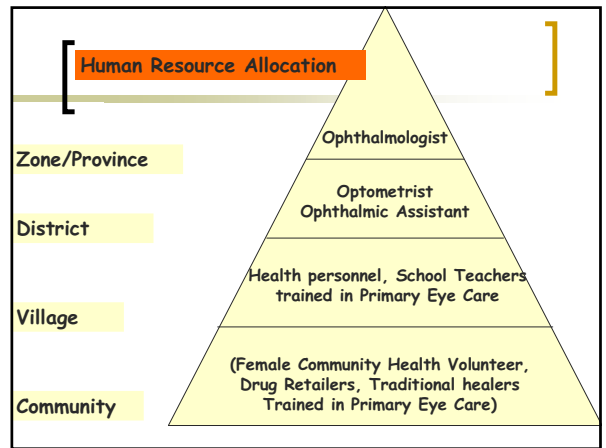 Human Resource Allocation
Ophthalmologist
Zone/Province
Optometrist
Ophthalmic Assistant
District
Health personnel, School Teachers
trained in Primary Eye Care
Village
(Female Community Health Volunteer,
Drug Retailers, Traditional healers
Trained in Primary Eye Care)
Community